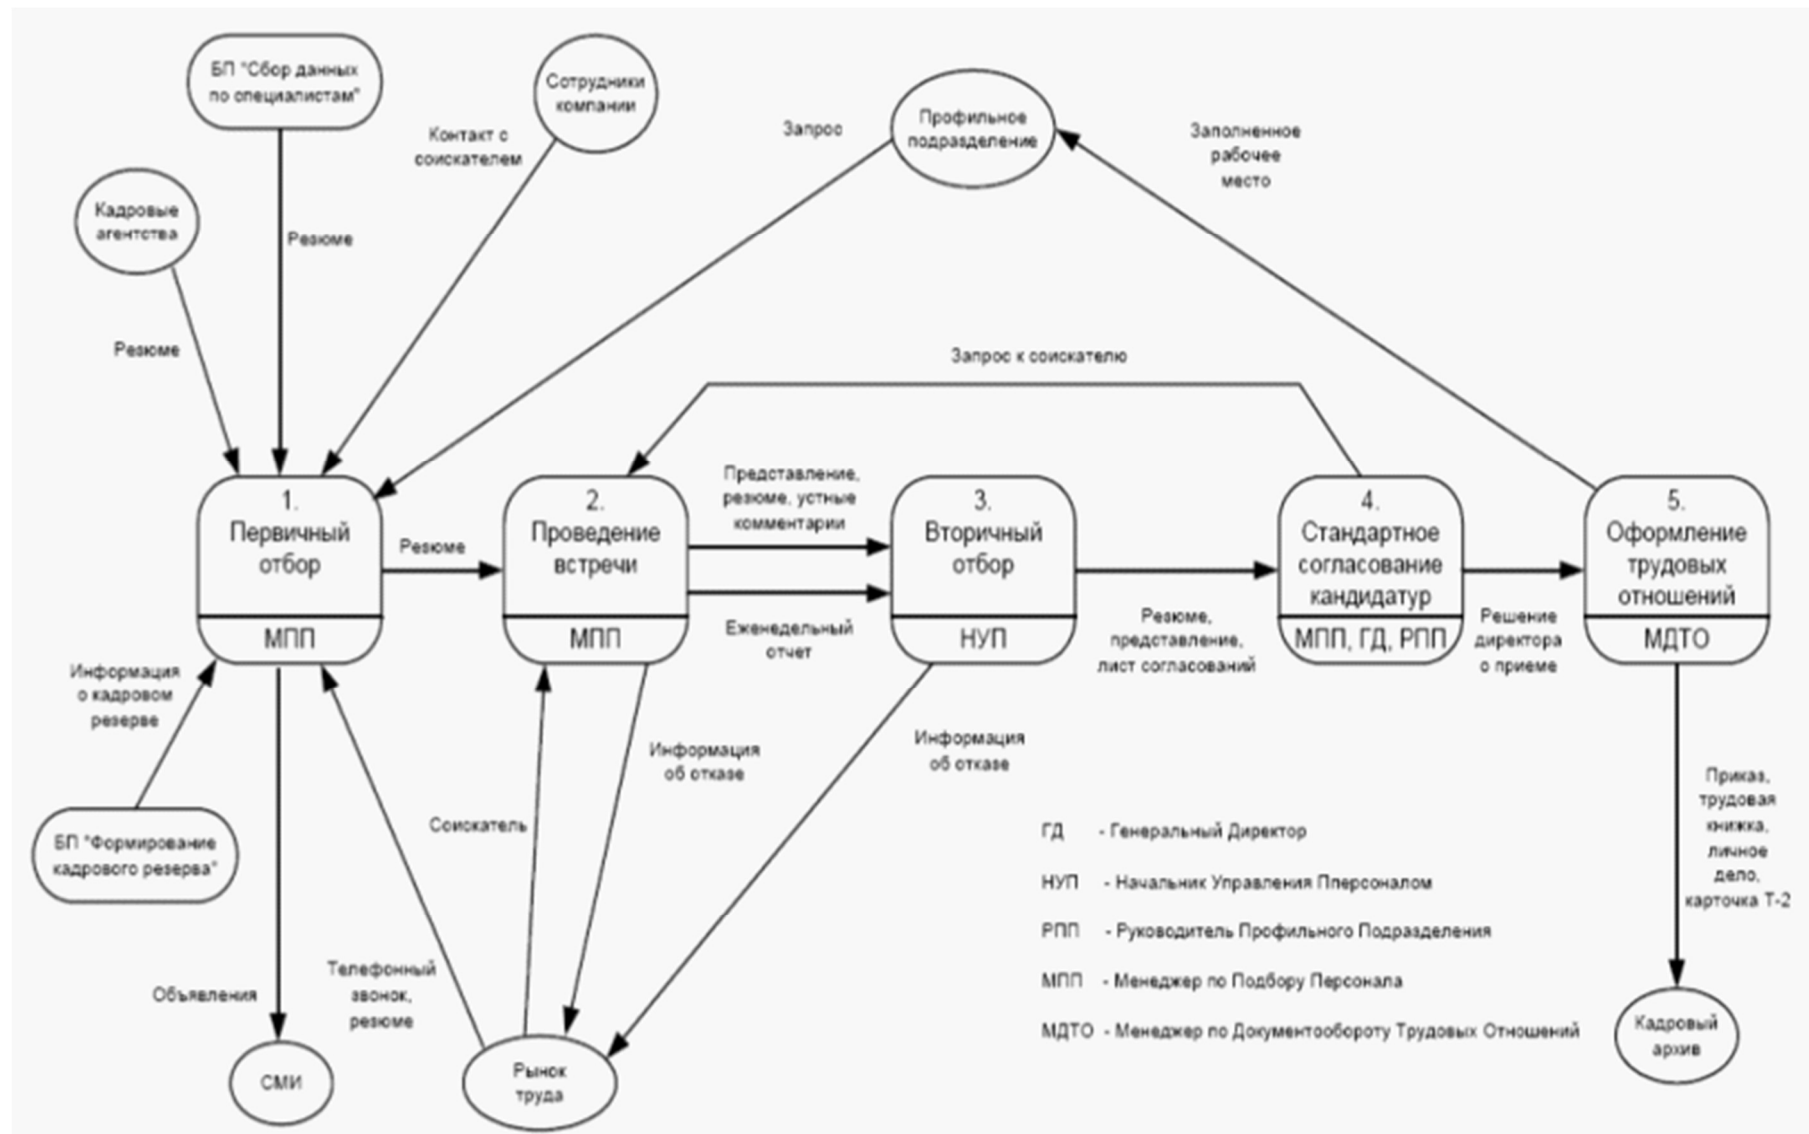 БП "Сбор данных
по специалистам"
Сотрудники
компании
Профильное
подразделение
Контакт с
соискателем
Запрос
Заполненное
рабочее
место
Кадровые
агентства
Резюме
Резюме
Запрос к соискателю
1.
Первичный
отбор
МПП
Резюме
2.
Проведение
встречи
МПП
Представление,
резюме, устные
комментарии
Еженедельный
отчет
3.
Вторичный
отбор
НУП
Резюме,
представление,
лист согласований
4.
Стандартное
согласование
кандидатур
МПП, ГД, РПП
Решение
директора
о приеме
5.
Оформление
трудовых
отношений
МДТО
Информация
о кадровом
резерве
Информация
об отказе
Информация
об отказе
Соискатель
БП "Формирование
кадрового резерва"
Приказ,
трудовая
книжка,
личное
дело,
карточка Т-2
ГД - Генеральный Директор
НУП - Начальник Управления Пперсоналом
РПП - Руководитель Профильного Подразделения
МПП - Менеджер по Подбору Персонала
МДТО - Менеджер по Документообороту Трудовых Отношений
Объявления
Телефонный
звонок,
резюме
СМИ
Рынок
труда
Кадровый
архив